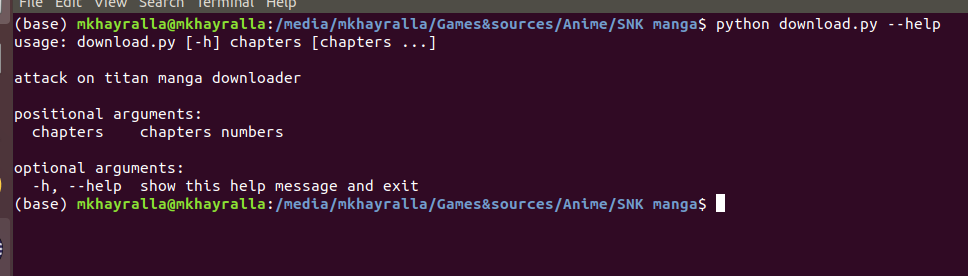 File Edit View Search Terminal Help
(base) mkhayralla@mkhayralla:/media/mkhayralla/Games&sources/Anime/SNK manga$ python download.py --help
usage: download.py [-h] chapters [chapters ...]
attack on titan manga downloader
positional arguments:
  chapters    chapters numbers
optional arguments:
  -h, --help  show this help message and exit
(base) mkhayralla@mkhayralla:/media/mkhayralla/Games&sources/Anime/SNK manga$